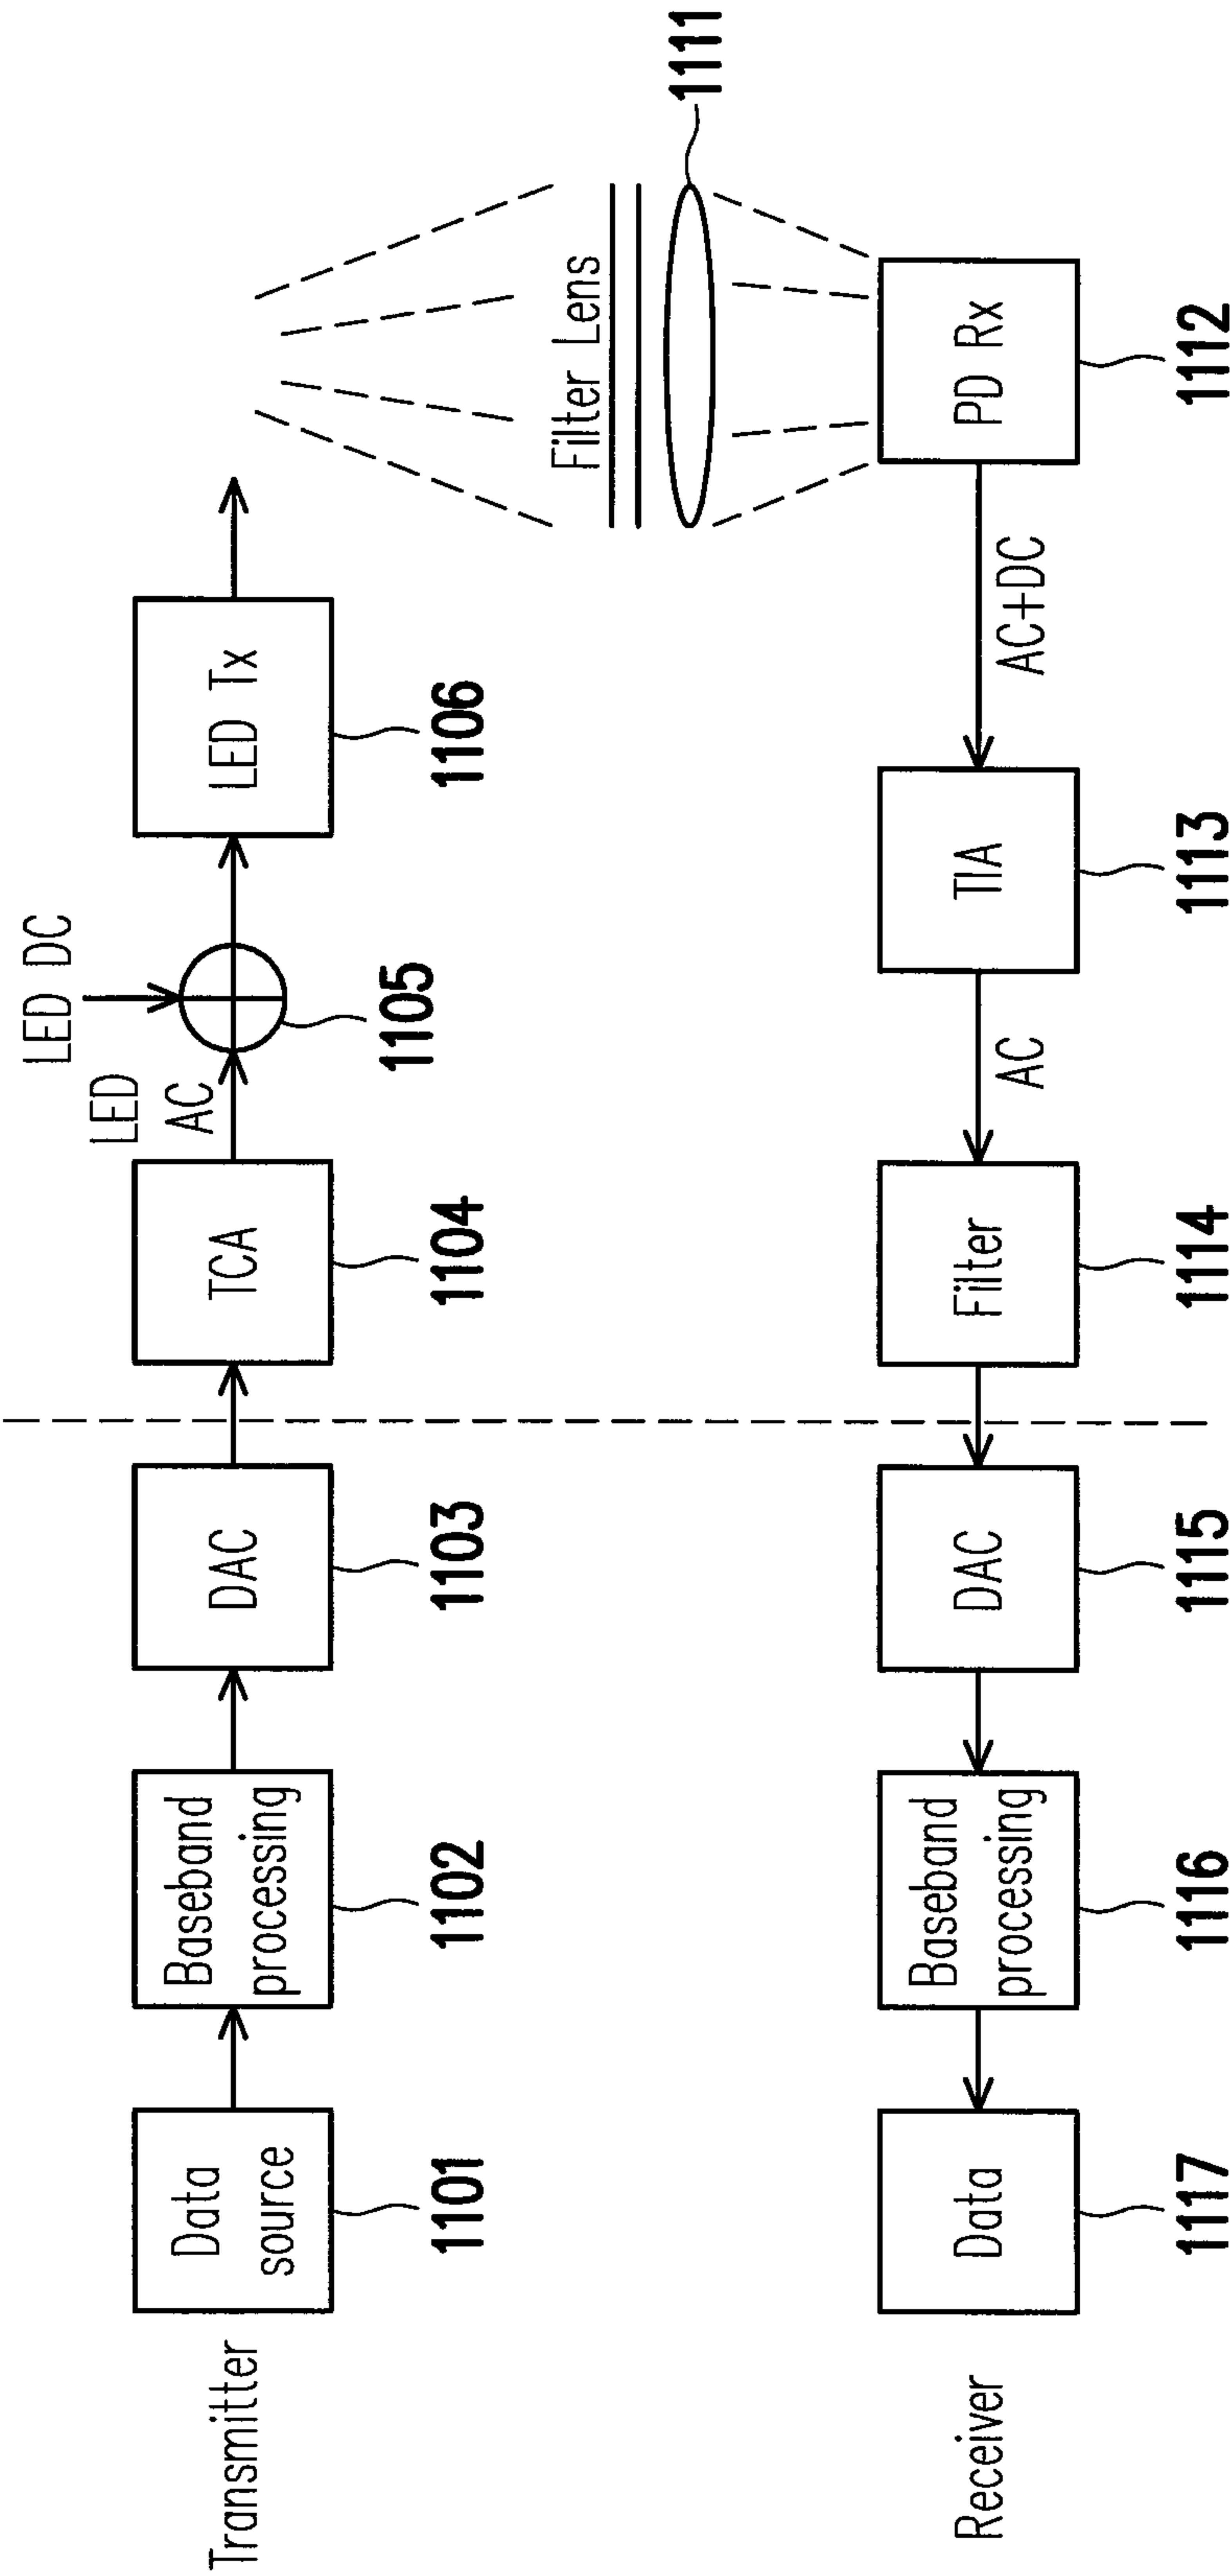 LED DC
LED
AC
Transmitter
Data
source
Baseband
processing
DAC
TCA
LED Tx
1101
1102
1103
1104
1105
1106
Filter Lens
1111
Receiver
Data
Baseband
processing
DAC
Filter
AC
TIA
AC+DC
PD Rx
1117
1116
1115
1114
1113
1112